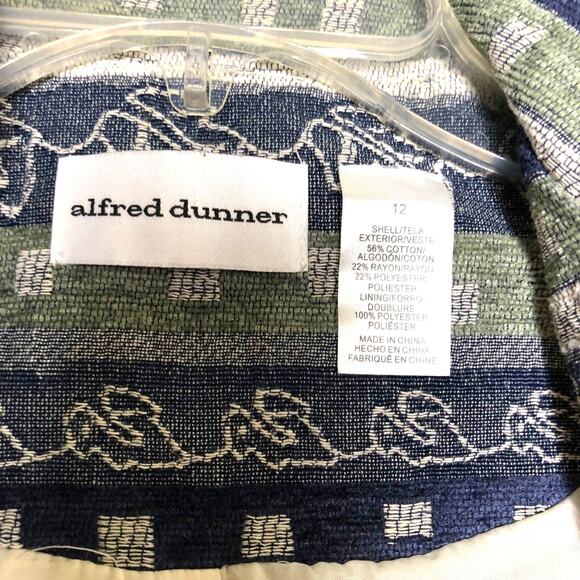 alfred dunner
12
SHELL/TELA
EXTERIOR/VESTE
56% COTTON/
ALGODÓN/COTON
22% RAYON/RAYON
22% POLYESTER/
POLIESTER
LINING/FORRO/
DOUBLURE
100% POLYESTER/
POLIÉSTER
MADE IN CHINA
HECHO EN CHINA
FABRIQUÉ EN CHINE